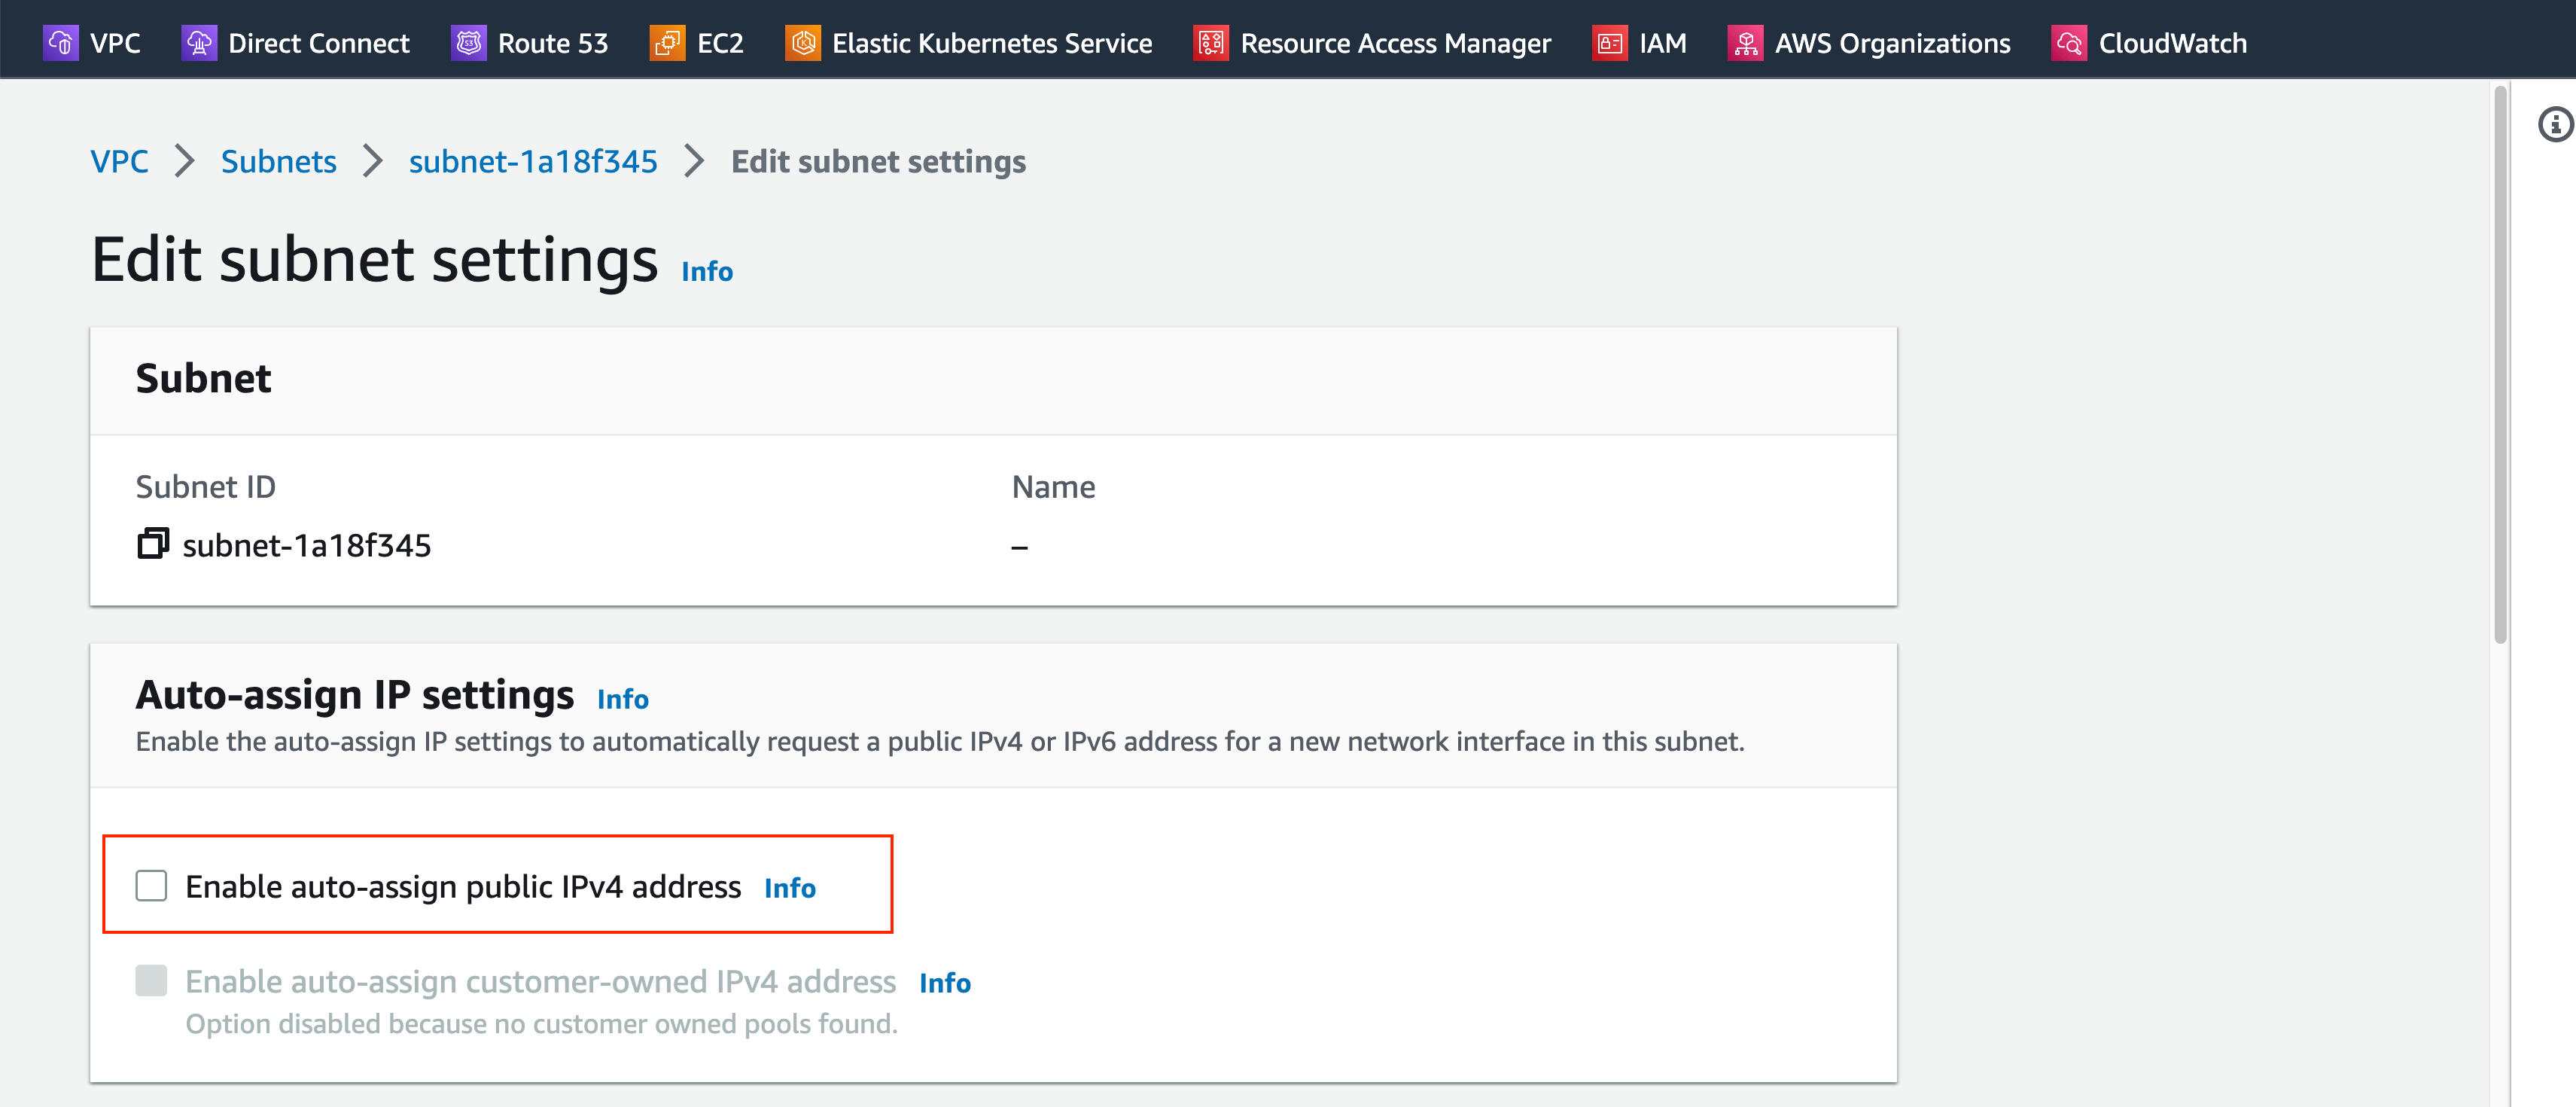 VPC Direct Connect Route 53 EC2 Elastic Kubernetes Service Resource Access Manager IAM AWS Organizations CloudWatch
VPC > Subnets > subnet-1a18f345 > Edit subnet settings
Edit subnet settings Info
Subnet
Subnet ID Name
subnet-1a18f345 –
Auto-assign IP settings Info
Enable the auto-assign IP settings to automatically request a public IPv4 or IPv6 address for a new network interface in this subnet.
Enable auto-assign public IPv4 address Info
Enable auto-assign customer-owned IPv4 address Info
Option disabled because no customer owned pools found.